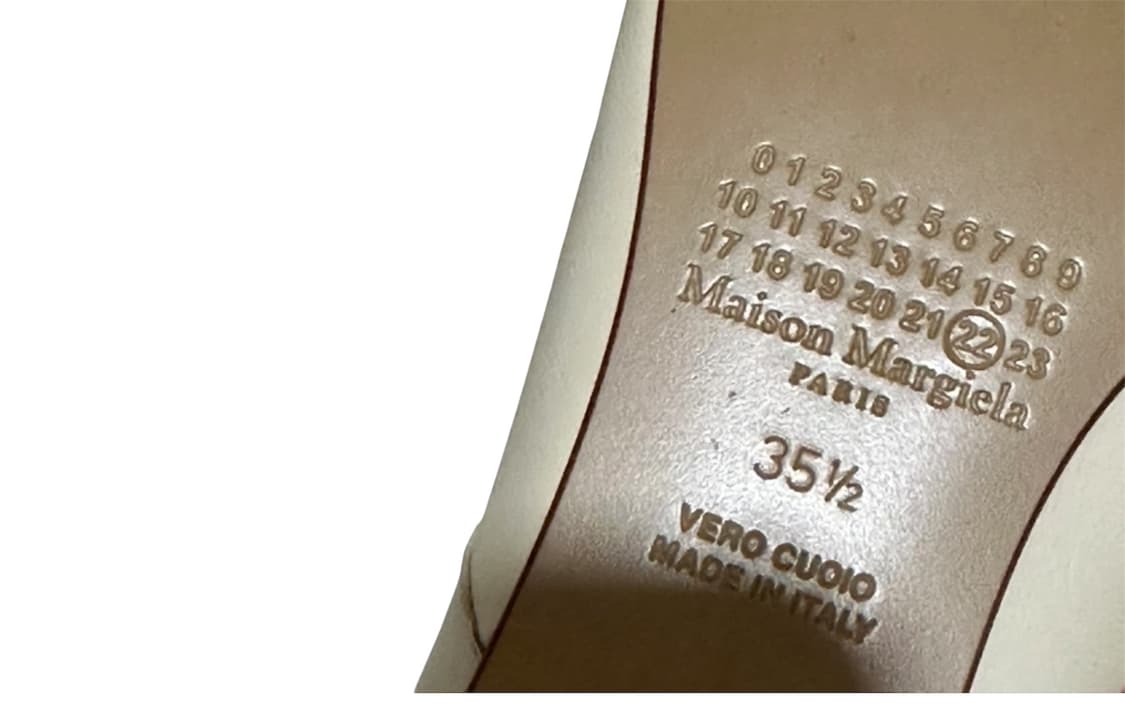 0 1 2 3 4 5 6 7 8 9
10 11 12 13 14 15 16
17 18 19 20 21 22 23
Maison Margiela
PARIS
35½
VERO CUOIO
MADE IN ITALY